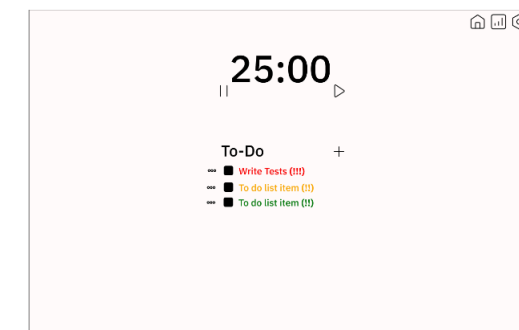 25:00
To-Do
Write Tests (!!!)
To do list item (!!)
To do list item (!!)